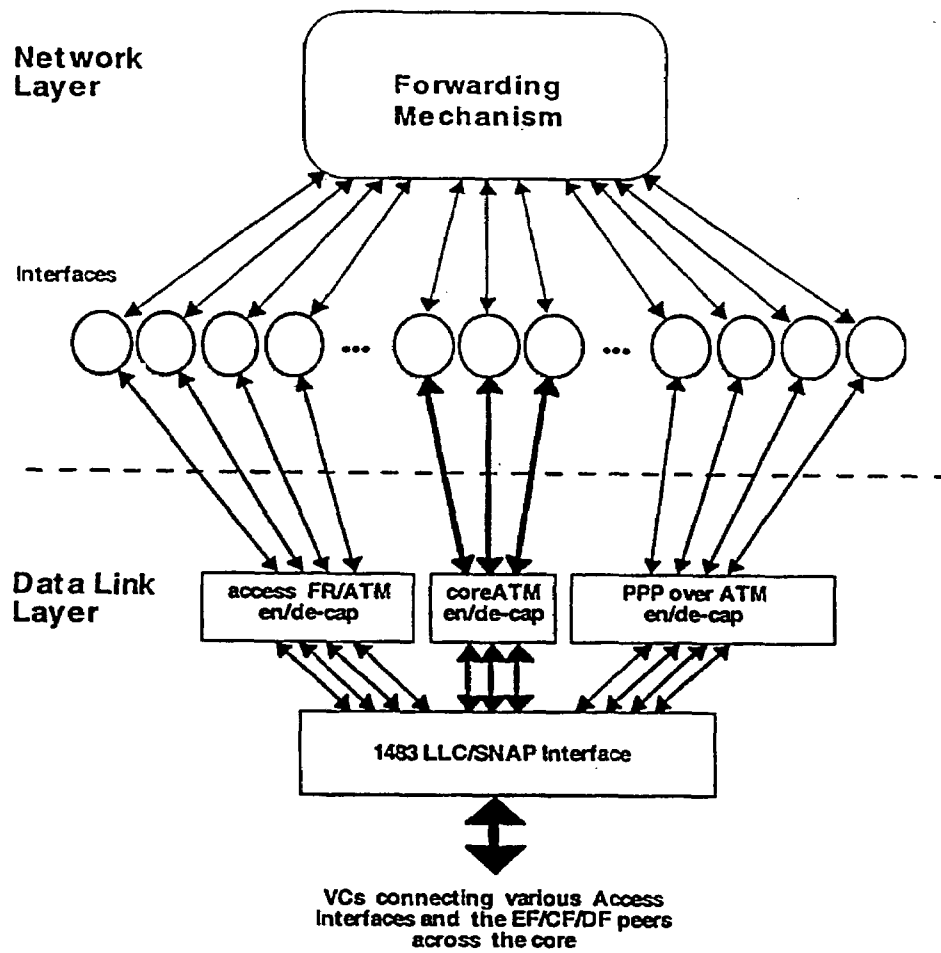 Network
Layer
Forwarding
Mechanism
Interfaces
...
...
Data Link
Layer
access FR/ATM
en/de-cap
coreATM
en/de-cap
PPP over ATM
en/de-cap
1483 LLC/SNAP Interface
VCs connecting various Access
Interfaces and the EF/CF/DF peers
across the core